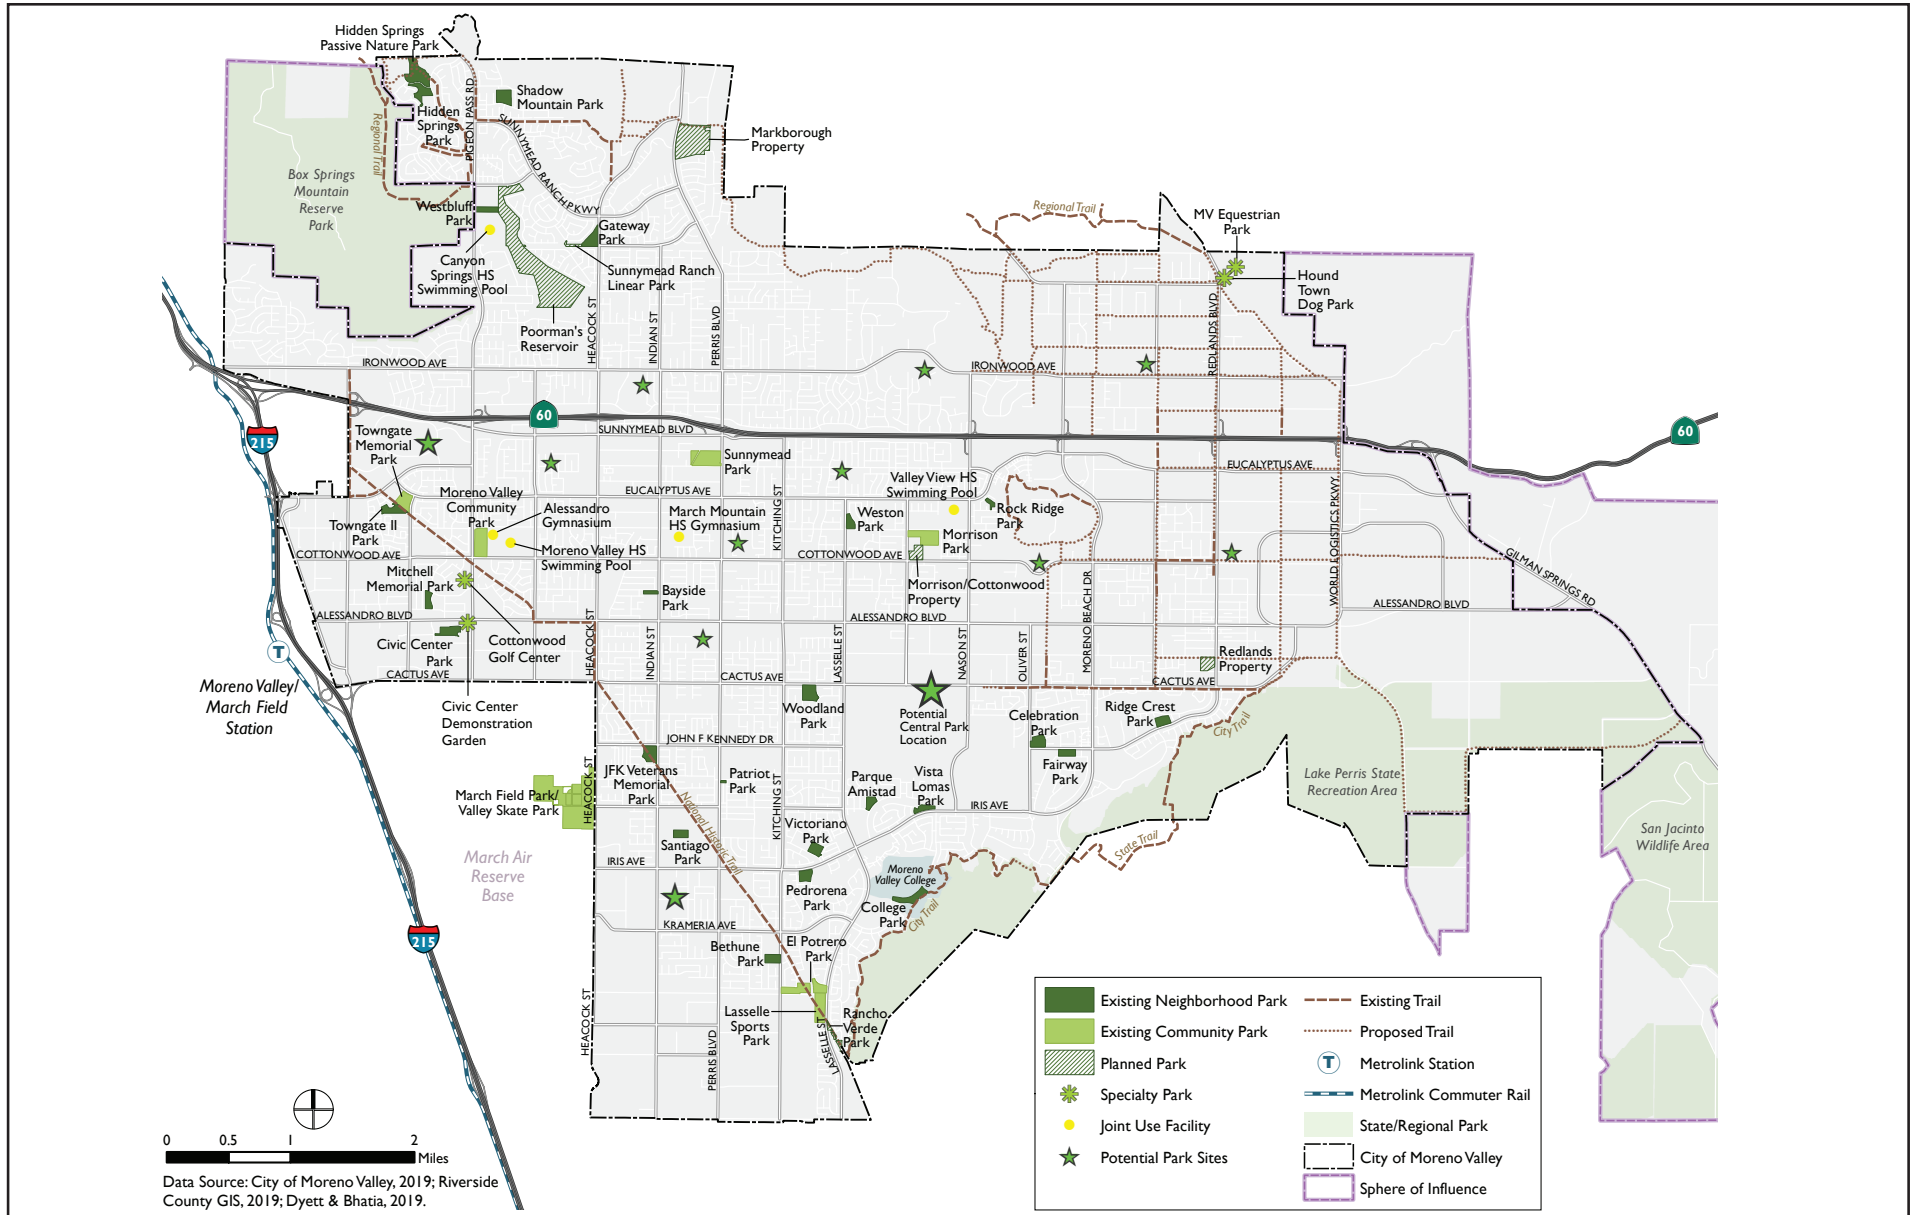 Hidden Springs
Passive Nature Park
Hidden
Springs
Park
PIGEON PASS RD
Shadow
Mountain Park
SUNNYMEAD RANCH PKWY
Regional Trail
Box Springs
Mountain
Reserve
Park
Markborough
Property
Westbluff
Park
Canyon
Springs HS
Swimming Pool
Gateway
Park
Sunnymead Ranch
Linear Park
Poorman's
Reservoir
HEACOCK ST
INDIAN ST
PERRIS BLVD
Regional Trail
MV Equestrian
Park
Hound
Town
Dog Park
REDLANDS BLVD
IRONWOOD AVE
IRONWOOD AVE
60
60
215
SUNNYMEAD BLVD
Towngate
Memorial
Park
Sunnymead
Park
EUCALYPTUS AVE
EUCALYPTUS AVE
Moreno Valley
Community
Park
Alessandro
Gymnasium
March Mountain
HS Gymnasium
KITCHING ST
Valley View HS
Swimming Pool
Weston
Park
Rock Ridge
Park
Morrison
Park
Towngate II
Park
Moreno Valley HS
Swimming Pool
COTTONWOOD AVE
COTTONWOOD AVE
Morrison/Cottonwood
Property
WORLD LOGISTICS PKWY
GILMAN SPRINGS RD
Mitchell
Memorial Park
Bayside
Park
ALESSANDRO BLVD
ALESSANDRO BLVD
ALESSANDRO BLVD
Civic Center
Park
Cottonwood
Golf Center
HEACOCK ST
INDIAN ST
LASSELLE ST
NASON ST
OLIVER ST
MORENO BEACH DR
Redlands
Property
CACTUS AVE
CACTUS AVE
CACTUS AVE
T
Moreno Valley/
March Field
Station
Civic Center
Demonstration
Garden
Woodland
Park
Potential
Central Park
Location
Celebration
Park
Ridge Crest
Park
City Trail
JOHN F KENNEDY DR
JFK Veterans
Memorial
Park
Patriot
Park
Parque
Amistad
Vista
Lomas
Park
Fairway
Park
Lake Perris State
Recreation Area
HEACOCK ST
March Field Park/
Valley Skate Park
KITCHING ST
IRIS AVE
National Historic Trail
Victoriano
Park
Santiago
Park
State Trail
San Jacinto
Wildlife Area
March Air
Reserve
Base
IRIS AVE
Moreno
Valley College
Pedrorena
Park
College
Park
City Trail
KRAMERIA AVE
215
Bethune
Park
El Potrero
Park
HEACOCK ST
Lasselle
Sports
Park
Rancho
Verde
Park
PERRIS BLVD
LASSELLE ST
Existing Neighborhood Park
Existing Community Park
Planned Park
Specialty Park
Joint Use Facility
Potential Park Sites
Existing Trail
Proposed Trail
T
Metrolink Station
Metrolink Commuter Rail
State/Regional Park
City of Moreno Valley
Sphere of Influence
0 0.5 1 2
Miles
Data Source: City of Moreno Valley, 2019; Riverside
County GIS, 2019; Dyett & Bhatia, 2019.